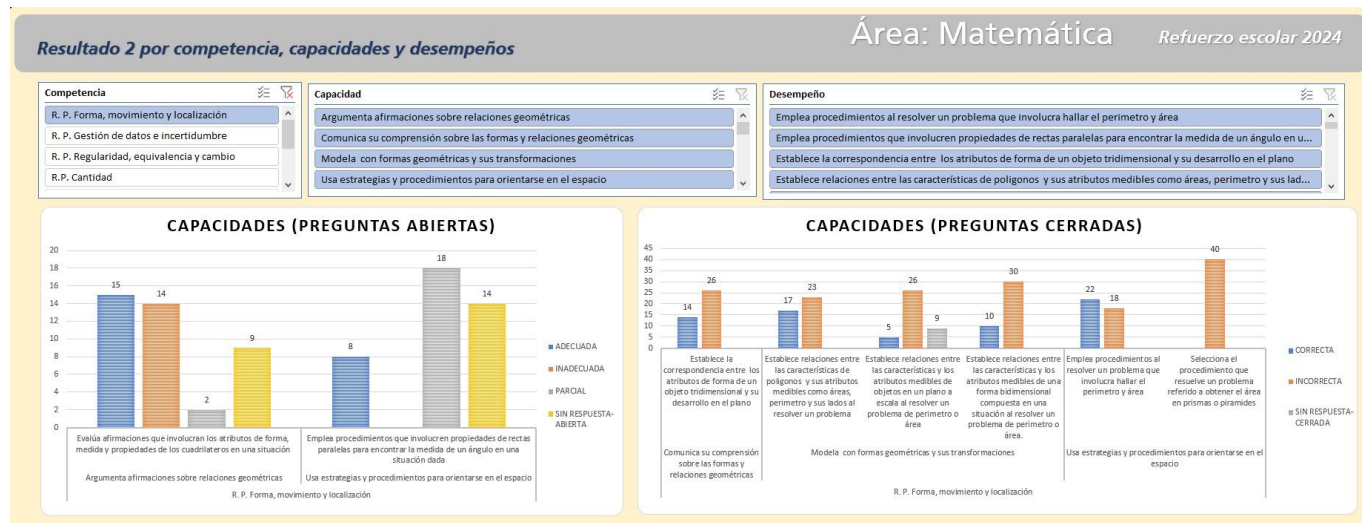 Resultado 2 por competencia, capacidades y desempeños
Área: Matemática
Refuerzo escolar 2024
Competencia
R. P. Forma, movimiento y localización
R. P. Gestión de datos e incertidumbre
R. P. Regularidad, equivalencia y cambio
R.P. Cantidad
Capacidad
Argumenta afirmaciones sobre relaciones geométricas
Comunica su comprensión sobre las formas y relaciones geométricas
Modela con formas geométricas y sus transformaciones
Usa estrategias y procedimientos para orientarse en el espacio
Desempeño
Emplea procedimientos al resolver un problema que involucra hallar el perimetro y área
Emplea procedimientos que involucren propiedades de rectas paralelas para encontrar la medida de un ángulo en u...
Establece la correspondencia entre los atributos de forma de un objeto tridimensional y su desarrollo en el plano
Establece relaciones entre las características de poligonos y sus atributos medibles como áreas, perimetro y sus lad...
CAPACIDADES (PREGUNTAS ABIERTAS)
20
18
16
14
12
10
8
6
4
2
0
15
14
2
9
8
18
14
Evalúa afirmaciones que involucran los atributos de forma,
medida y propiedades de los cuadrilateros en una situación
Emplea procedimientos que involucren propiedades de rectas
paralelas para encontrar la medida de un ángulo en una
situación dada
Argumenta afirmaciones sobre relaciones geométricas
Usa estrategias y procedimientos para orientarse en el espacio
R. P. Forma, movimiento y localización
ADECUADA
INADECUADA
PARCIAL
SIN RESPUESTA-
ABIERTA
CAPACIDADES (PREGUNTAS CERRADAS)
45
40
35
30
25
20
15
10
5
0
14
26
17
23
5
26
9
10
30
22
18
40
Establece la
correspondencia entre los
atributos de forma de un
objeto tridimensional y su
desarrollo en el plano
Establece relaciones entre
las características de
poligonos y sus atributos
medibles como áreas,
perimetro y sus lados al
resolver un problema
Establece relaciones entre
las características y los
atributos medibles de
objetos en un plano a
escala al resolver un
problema de perimetro o
área
Establece relaciones entre
las características y los
atributos medibles de una
forma bidimensional
compuesta en una
situación al resolver un
problema de perimetro o
área.
Emplea procedimientos al
resolver un problema que
involucra hallar el
perimetro y área
Selecciona el
procedimiento que
resuelve un problema
referido a obtener el área
en prismas o piramides
Comunica su comprensión
sobre las formas y
relaciones geométricas
Modela con formas geométricas y sus transformaciones
Usa estrategias y procedimientos para orientarse en el
espacio
R. P. Forma, movimiento y localización
CORRECTA
INCORRECTA
SIN RESPUESTA-
CERRADA